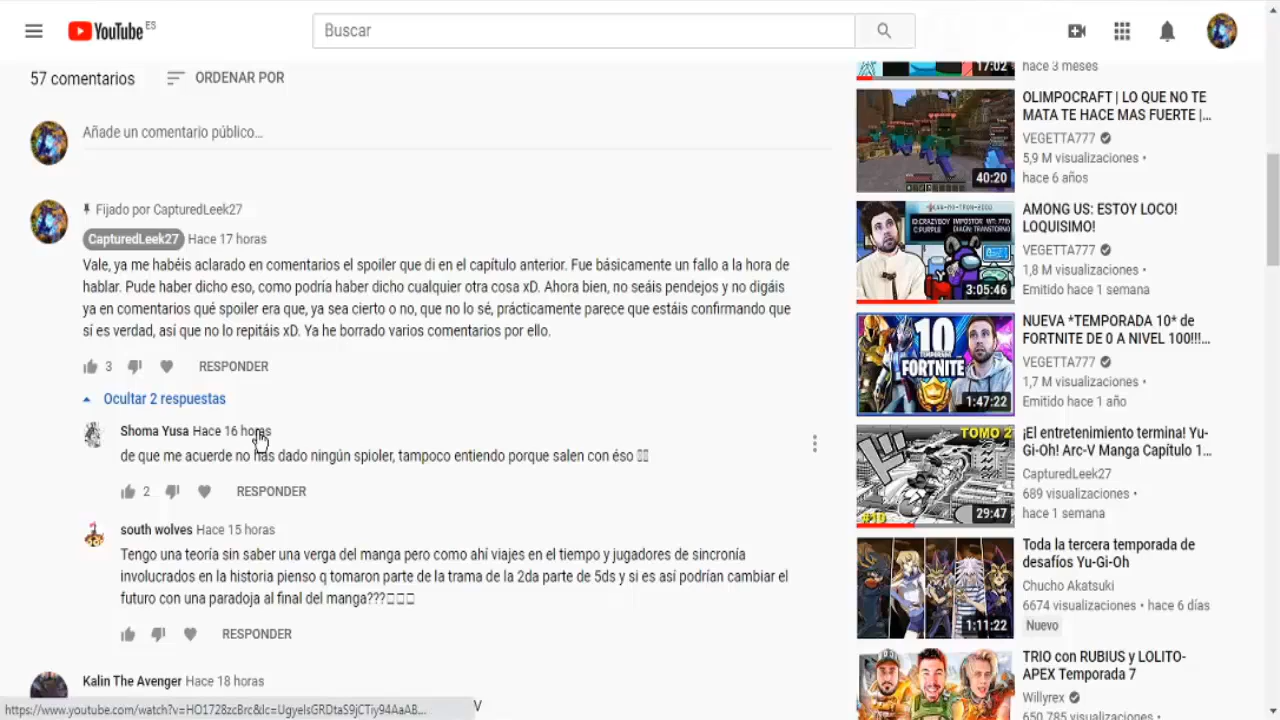 YouTube ES
Buscar
57 comentarios
ORDENAR POR
Añade un comentario público...
Fijado por CapturedLeek27
CapturedLeek27 Hace 17 horas
Vale, ya me habéis aclarado en comentarios el spoiler que di en el capítulo anterior. Fue básicamente un fallo a la hora de
hablar. Pude haber dicho eso, como podría haber dicho cualquier otra cosa xD. Ahora bien, no seáis pendejos y no digáis
ya en comentarios qué spoiler era que, ya sea cierto o no, que no lo sé, prácticamente parece que estáis confirmando que
sí es verdad, así que no lo repitáis xD. Ya he borrado varios comentarios por ello.
3
RESPONDER
Ocultar 2 respuestas
Shoma Yusa Hace 16 horas
de que me acuerde no has dado ningún spioler, tampoco entiendo porque salen con éso
2
RESPONDER
south wolves Hace 15 horas
Tengo una teoría sin saber una verga del manga pero como ahí viajes en el tiempo y jugadores de sincronía
involucrados en la historia pienso q tomaron parte de la trama de la 2da parte de 5ds y si es así podrían cambiar el
futuro con una paradoja al final del manga???
RESPONDER
Kalin The Avenger Hace 18 horas
17:02
hace 3 meses
40:20
OLIMPOCRAFT | LO QUE NO TE
MATA TE HACE MAS FUERTE |...
VEGETTA777
5,9 M visualizaciones •
hace 6 años
3:05:46
AMONG US: ESTOY LOCO!
LOQUISIMO!
VEGETTA777
1,8 M visualizaciones •
Emitido hace 1 semana
10
TEMPORADA
FORTNITE
1:47:22
NUEVA *TEMPORADA 10* de
FORTNITE DE 0 A NIVEL 100!!!...
VEGETTA777
1,7 M visualizaciones •
Emitido hace 1 año
TOMO 2
#10
29:47
¡El entretenimiento termina! Yu-
Gi-Oh! Arc-V Manga Capítulo 1...
CapturedLeek27
689 visualizaciones •
hace 1 semana
1:11:22
Toda la tercera temporada de
desafíos Yu-Gi-Oh
Chucho Akatsuki
6674 visualizaciones • hace 6 días
Nuevo
TRIO con RUBIUS y LOLITO-
APEX Temporada 7
Willyrex
650.785 visualizaciones •